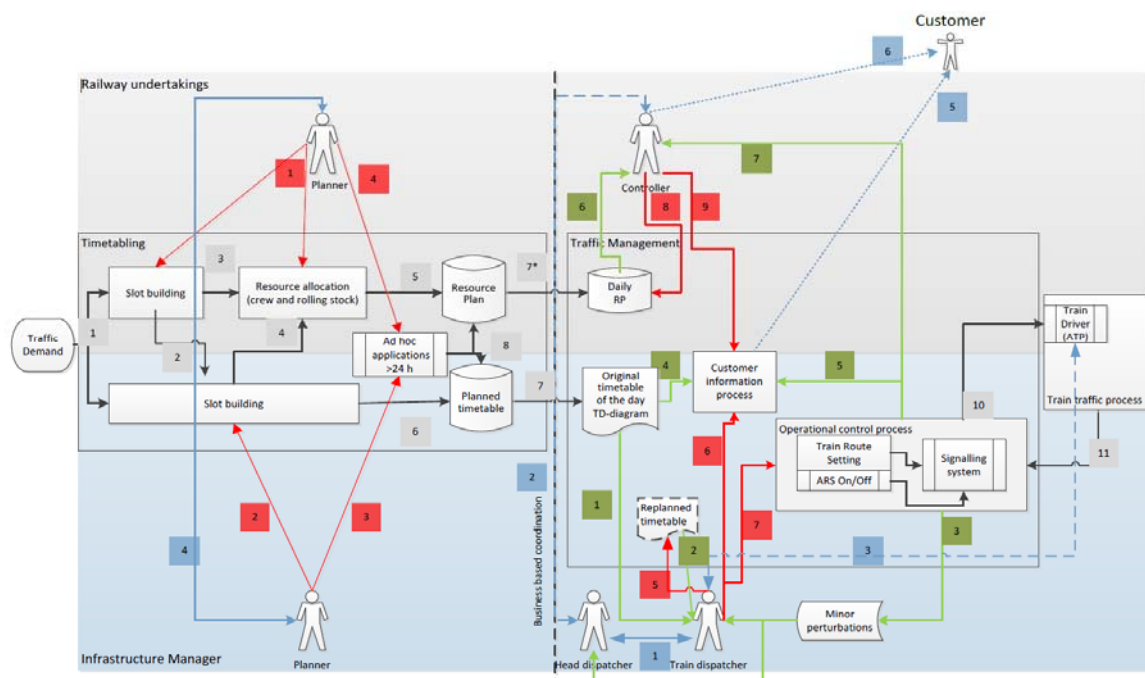 Customer
6
Railway undertakings
5
1
4
7
Planner
Controller
6
8
9
Timetabling
Traffic Management
3
7*
Slot building
Resource allocation
(crew and rolling stock)
5
Resource
Plan
Daily
RP
Traffic
Demand
1
2
4
Ad hoc
applications
>24 h
8
Train
Driver
(ATP)
Train traffic process
Slot building
Planned
timetable
7
Original
timetable
of the day
TD-diagram
4
Customer
information
process
5
10
6
Operational control process
Train Route
Setting
ARS On/Off
Signalling
system
11
2
3
2
Business based coordination
1
6
7
Replanned
timetable
2
3
3
4
5
Minor
perturbations
1
Planner
Head dispatcher
Train dispatcher
Infrastructure Manager